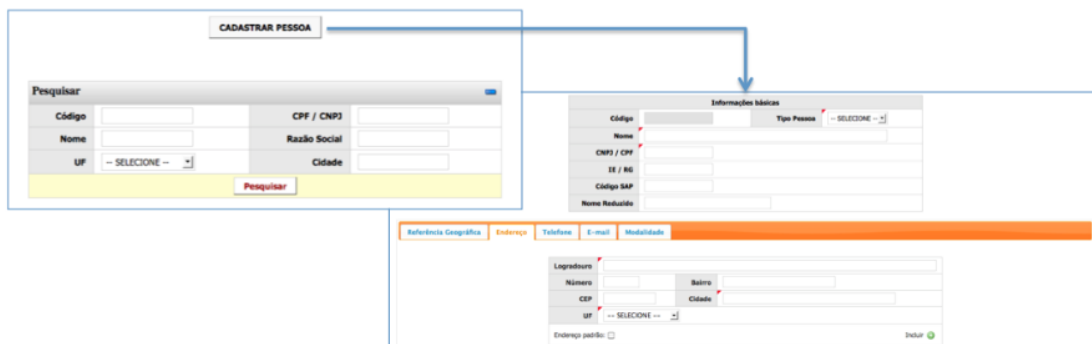 CADASTRAR PESSOA
Pesquisar
Código CPF / CNPJ
Nome Razão Social
UF -- SELECIONE -- Cidade
Pesquisar
Informações básicas
Código Tipo Pessoa -- SELECIONE --
Nome
CNPJ / CPF
IE / RG
Código SAP
Nome Reduzido
Referência Geográfica Endereço Telefone E-mail Modalidade
Logradouro
Número Bairro
CEP Cidade
UF -- SELECIONE --
Endereço padrão: Incluir